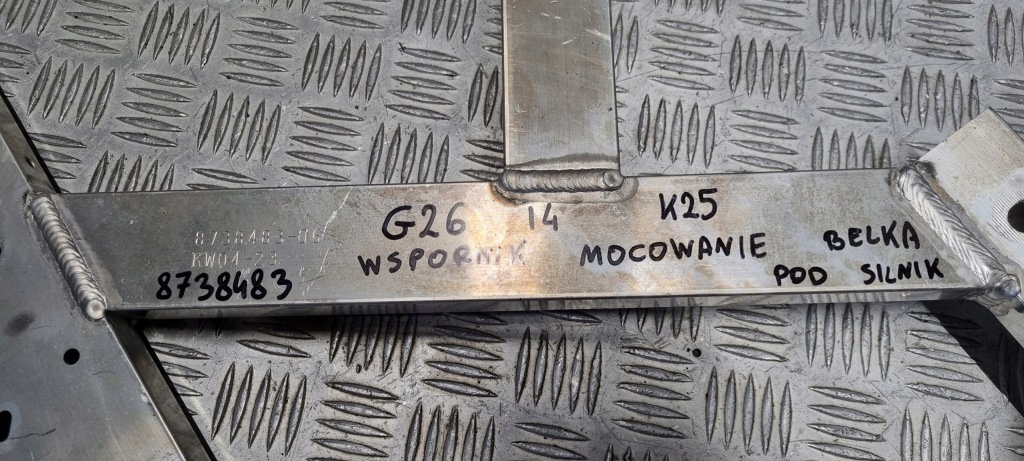 G26 14 K25
8738483-06
WSPORNIK MOCOWANIE BELKA
KW04-23
POD SILNIK
8738483